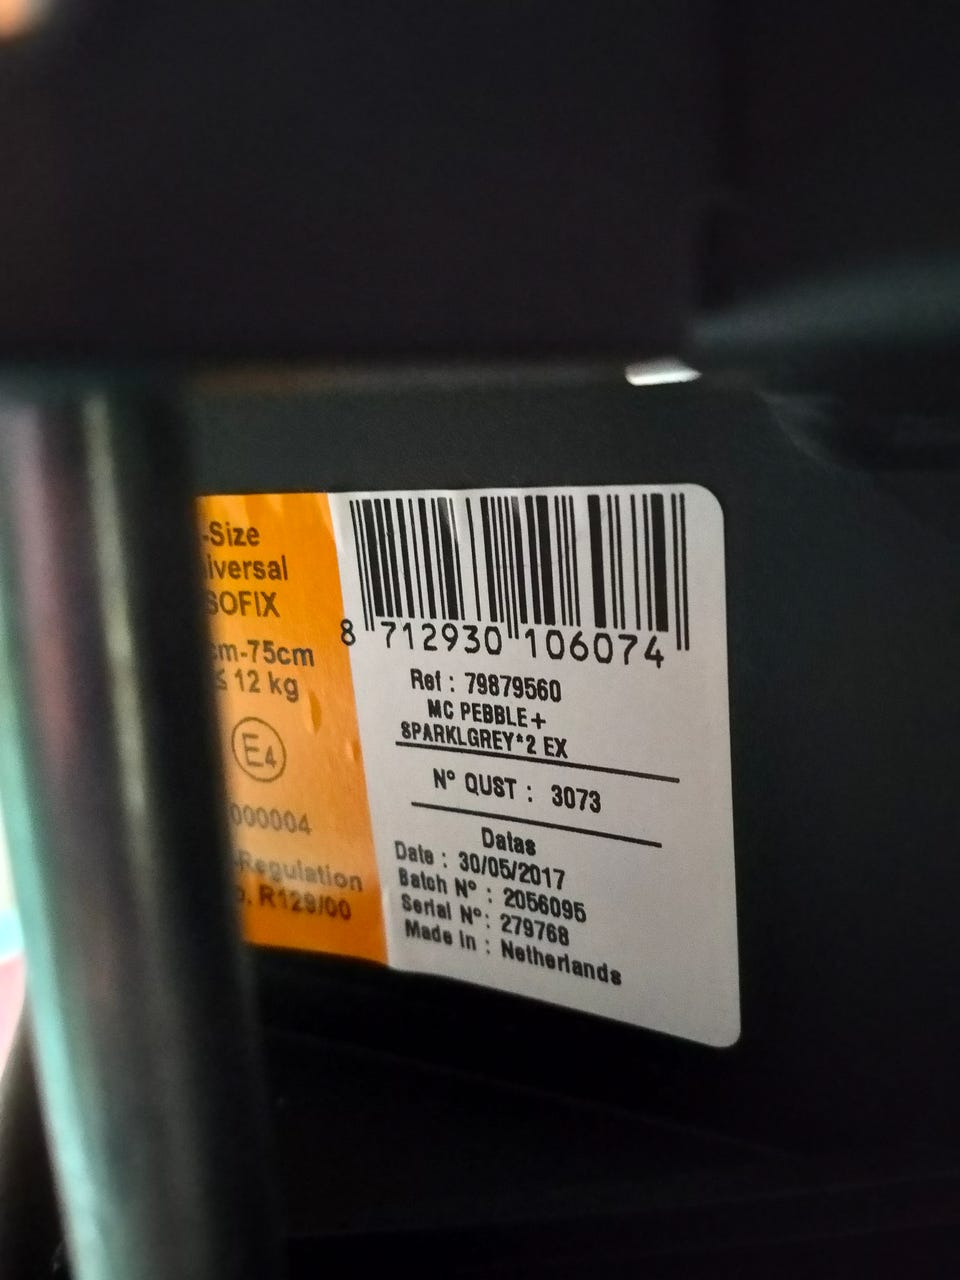 -Size
iversal
SOFIX
cm-75cm
≤ 12 kg
E4
000004
Regulation
. R129/00
8 712930 106074
Ref : 79879560
MC PEBBLE+
SPARKLGREY*2 EX
N° QUST : 3073
Datas
Date : 30/05/2017
Batch N° : 2056095
Serial N° : 279768
Made in : Netherlands